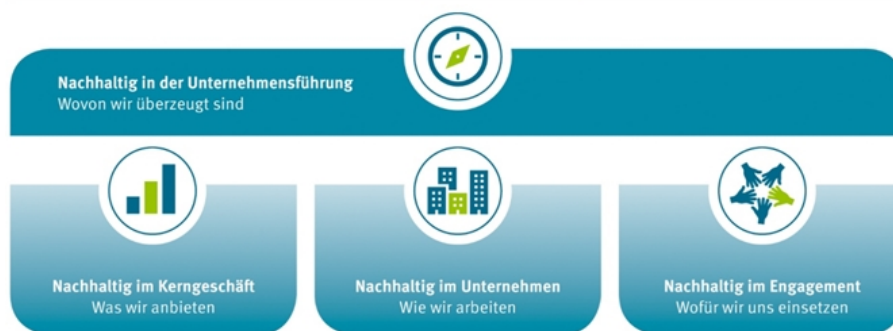 Nachhaltig in der Unternehmensführung
Wovon wir überzeugt sind
Nachhaltig im Kerngeschäft
Was wir anbieten
Nachhaltig im Unternehmen
Wie wir arbeiten
Nachhaltig im Engagement
Wofür wir uns einsetzen